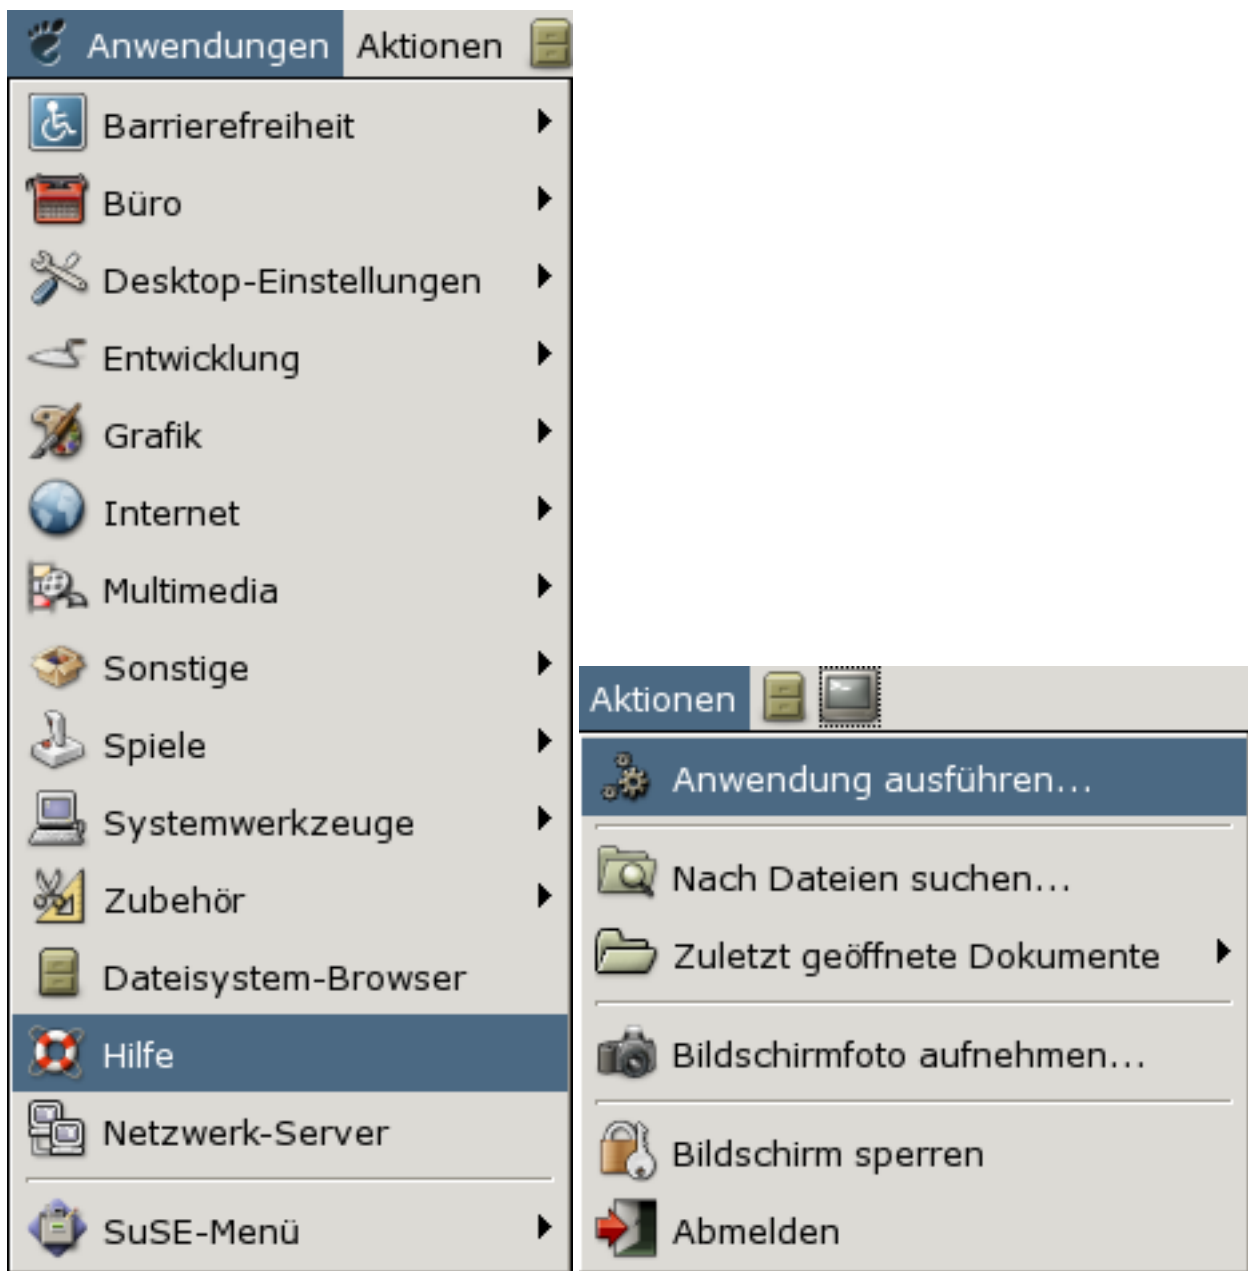 Anwendungen Aktionen
Barrierefreiheit
Büro
Desktop-Einstellungen
Entwicklung
Grafik
Internet
Multimedia
Sonstige
Spiele
Systemwerkzeuge
Zubehör
Dateisystem-Browser
Hilfe
Netzwerk-Server
SuSE-Menü
Aktionen
Anwendung ausführen...
Nach Dateien suchen...
Zuletzt geöffnete Dokumente
Bildschirmfoto aufnehmen...
Bildschirm sperren
Abmelden